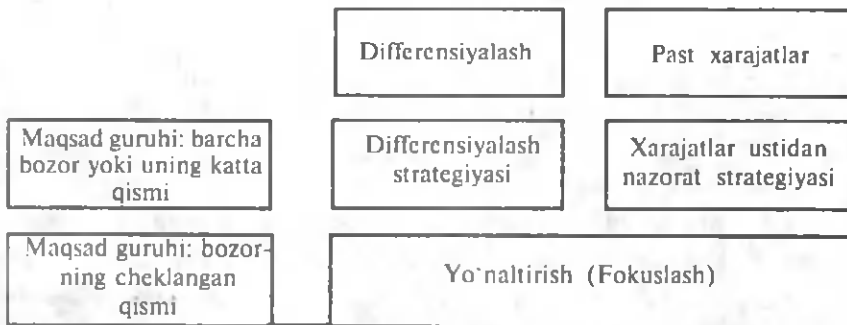 Differensiyalash
Past xarajatlar
Maqsad guruhi: barcha
bozor yoki uning katta
qismi
Differensiyalash
strategiyasi
Xarajatlar ustidan
nazorat strategiyasi
Maqsad guruhi: bozor-
ning cheklangan
qismi
Yo`naltirish (Fokuslash)